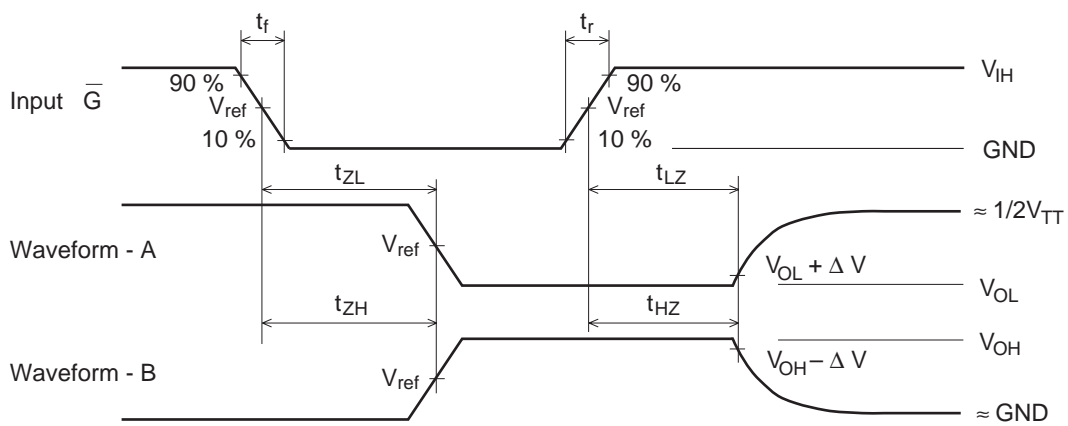 tf
tr
90 %
90 %
VIH
Input G̅
Vref
Vref
10 %
10 %
GND
tZL
tLZ
≈ 1/2VTT
Waveform - A
Vref
VOL + Δ V
VOL
tZH
tHZ
VOH
VOH – Δ V
Waveform - B
Vref
≈ GND